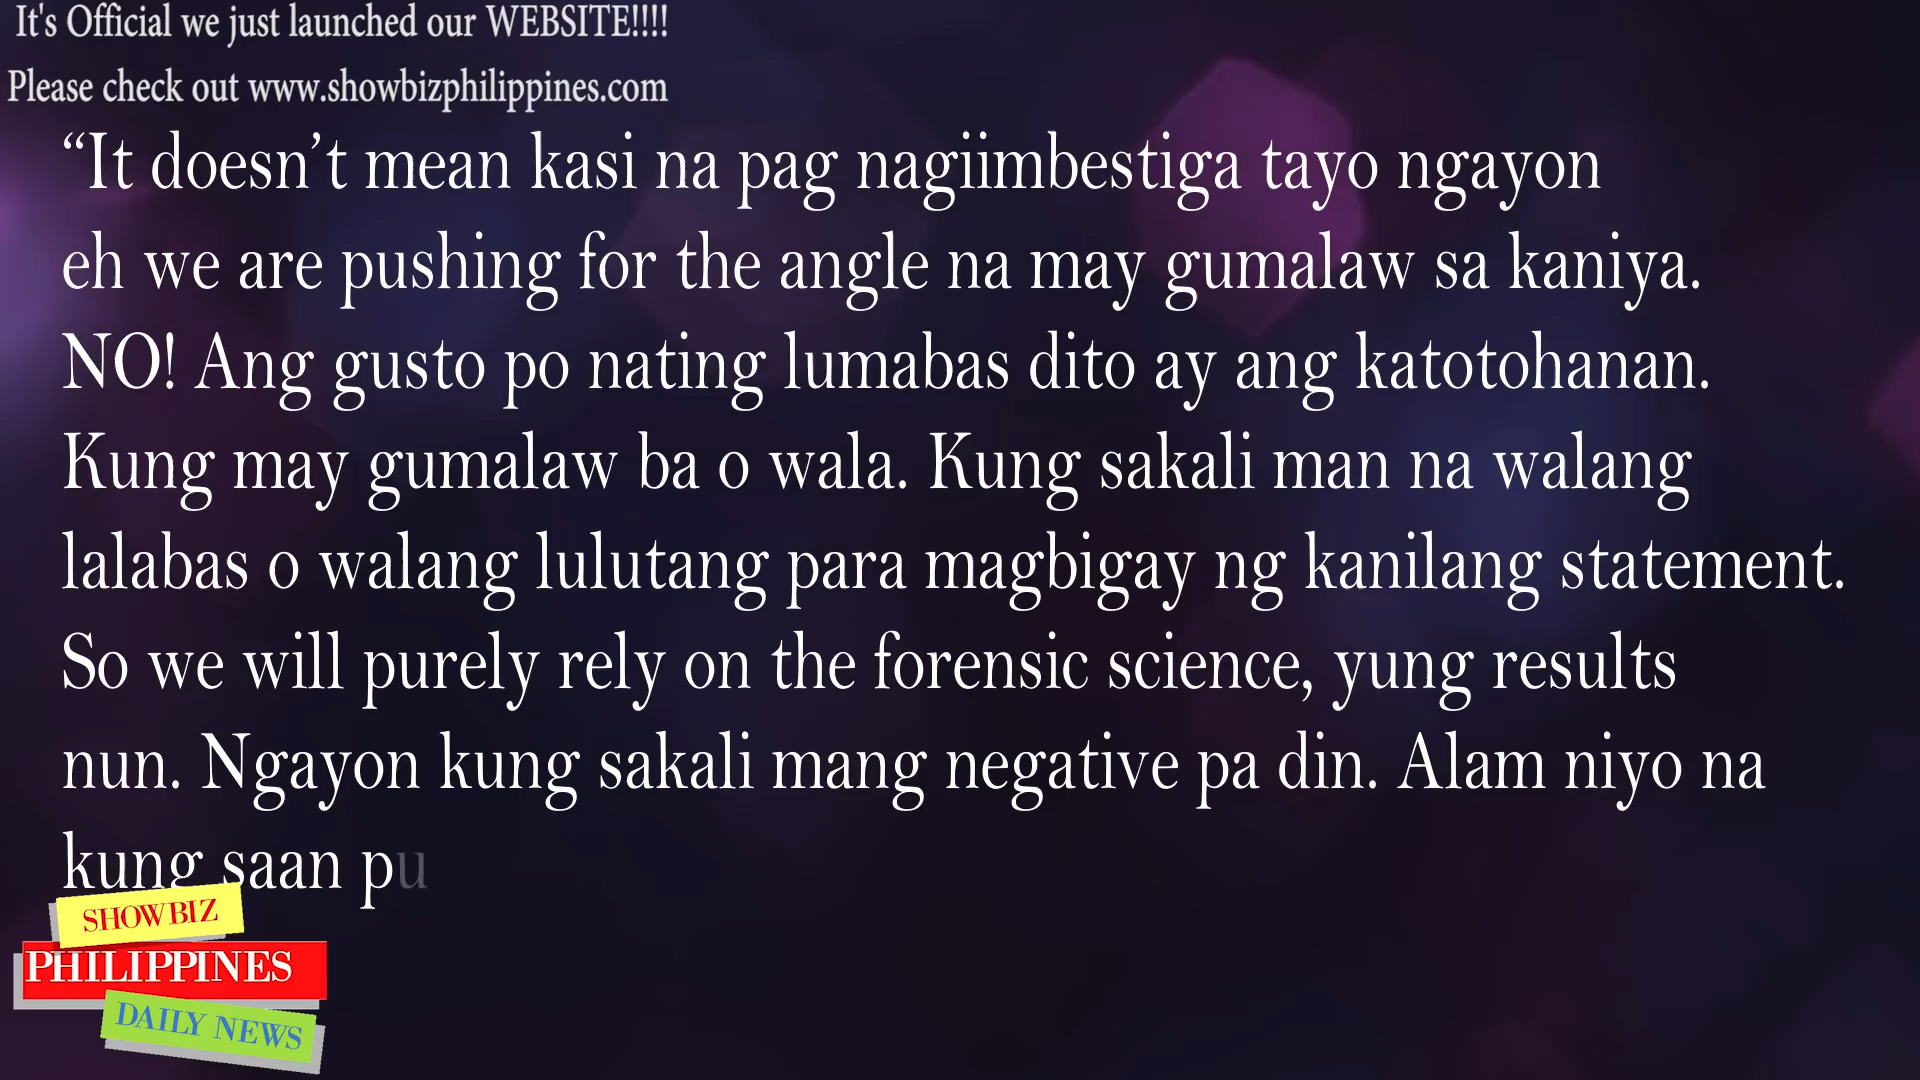 It's Official we just launched our WEBSITE!!!!
Please check out www.showbizphilippines.com
“It doesn’t mean kasi na pag nagiimbestiga tayo ngayon
eh we are pushing for the angle na may gumalaw sa kaniya.
NO! Ang gusto po nating lumabas dito ay ang katotohanan.
Kung may gumalaw ba o wala. Kung sakali man na walang
lalabas o walang lulutang para magbigay ng kanilang statement.
So we will purely rely on the forensic science, yung results
nun. Ngayon kung sakali mang negative pa din. Alam niyo na
kung saan pu
SHOWBIZ
PHILIPPINES
DAILY NEWS